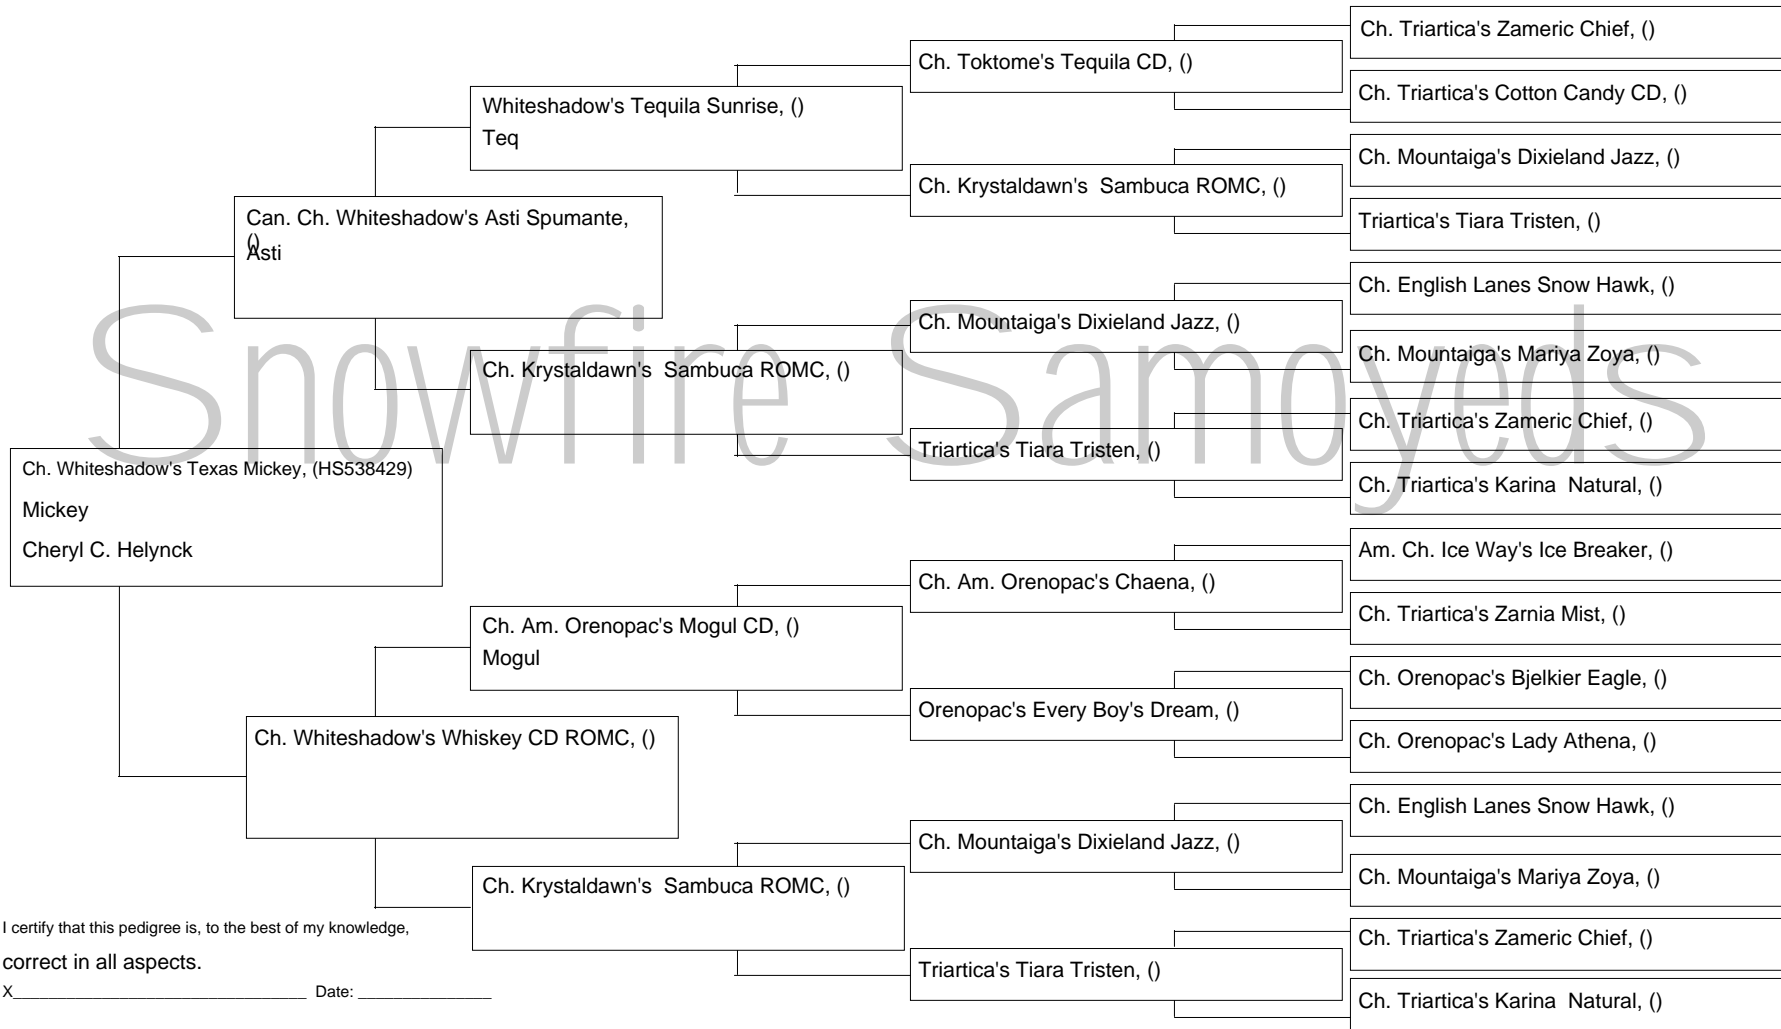 Snowfire Samoyeds
Ch. Whiteshadow's Texas Mickey, (HS538429)
Mickey
Cheryl C. Helynck
Can. Ch. Whiteshadow's Asti Spumante,
()
Asti
Ch. Whiteshadow's Whiskey CD ROMC, ()
Whiteshadow's Tequila Sunrise, ()
Teq
Ch. Krystaldawn's  Sambuca ROMC, ()
Ch. Am. Orenopac's Mogul CD, ()
Mogul
Ch. Krystaldawn's  Sambuca ROMC, ()
Ch. Toktome's Tequila CD, ()
Ch. Krystaldawn's  Sambuca ROMC, ()
Ch. Mountaiga's Dixieland Jazz, ()
Triartica's Tiara Tristen, ()
Ch. Am. Orenopac's Chaena, ()
Orenopac's Every Boy's Dream, ()
Ch. Mountaiga's Dixieland Jazz, ()
Triartica's Tiara Tristen, ()
Ch. Triartica's Zameric Chief, ()
Ch. Triartica's Cotton Candy CD, ()
Ch. Mountaiga's Dixieland Jazz, ()
Triartica's Tiara Tristen, ()
Ch. English Lanes Snow Hawk, ()
Ch. Mountaiga's Mariya Zoya, ()
Ch. Triartica's Zameric Chief, ()
Ch. Triartica's Karina  Natural, ()
Am. Ch. Ice Way's Ice Breaker, ()
Ch. Triartica's Zarnia Mist, ()
Ch. Orenopac's Bjelkier Eagle, ()
Ch. Orenopac's Lady Athena, ()
Ch. English Lanes Snow Hawk, ()
Ch. Mountaiga's Mariya Zoya, ()
Ch. Triartica's Zameric Chief, ()
Ch. Triartica's Karina  Natural, ()
I certify that this pedigree is, to the best of my knowledge,
correct in all aspects.
X_________________________________ Date: _______________